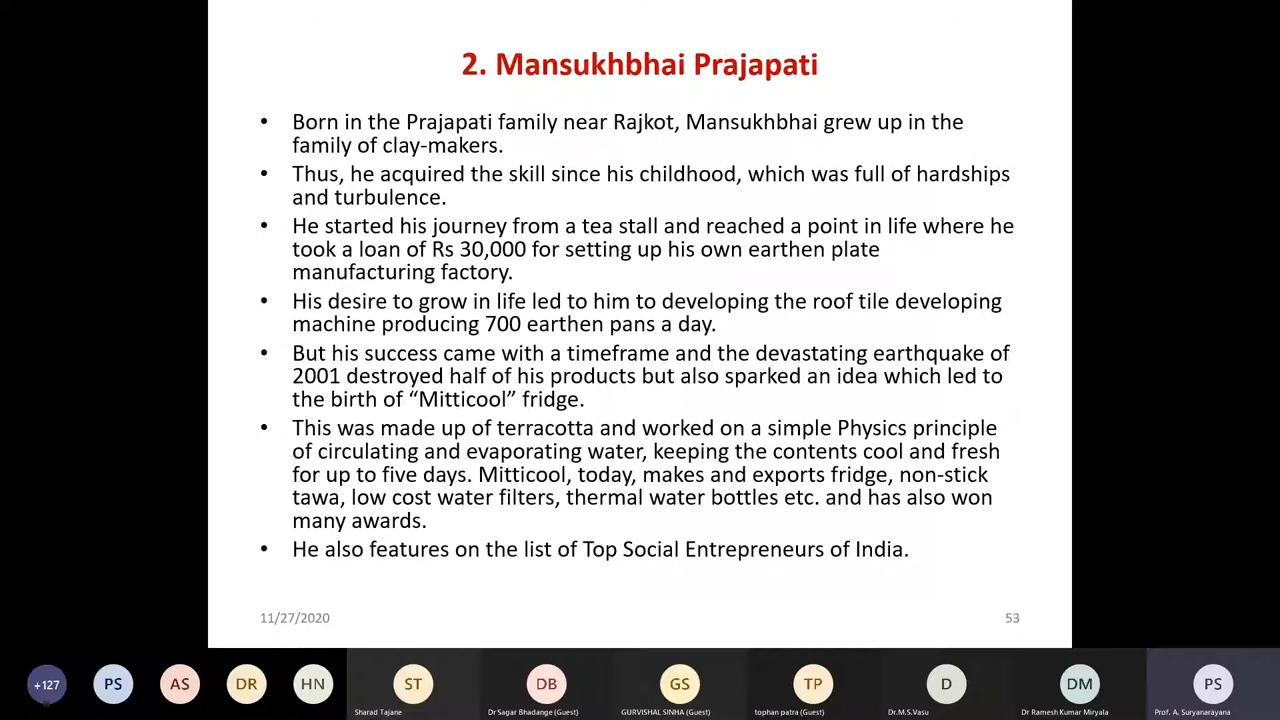 2. Mansukhbhai Prajapati
• Born in the Prajapati family near Rajkot, Mansukhbhai grew up in the
family of clay-makers.
• Thus, he acquired the skill since his childhood, which was full of hardships
and turbulence.
• He started his journey from a tea stall and reached a point in life where he
took a loan of Rs 30,000 for setting up his own earthen plate
manufacturing factory.
• His desire to grow in life led to him to developing the roof tile developing
machine producing 700 earthen pans a day.
• But his success came with a timeframe and the devastating earthquake of
2001 destroyed half of his products but also sparked an idea which led to
the birth of “Mitticool” fridge.
• This was made up of terracotta and worked on a simple Physics principle
of circulating and evaporating water, keeping the contents cool and fresh
for up to five days. Mitticool, today, makes and exports fridge, non-stick
tawa, low cost water filters, thermal water bottles etc. and has also won
many awards.
• He also features on the list of Top Social Entrepreneurs of India.
11/27/2020 53
+127 PS AS DR HN ST DB GS TP D DM PS
Sharad Tajane Dr Sagar Bhadange (Guest) GURVISHAL SINHA (Guest) tophan patra (Guest) Dr.M.S.Vasu Dr Ramesh Kumar Miryala Prof. A. Suryanarayana